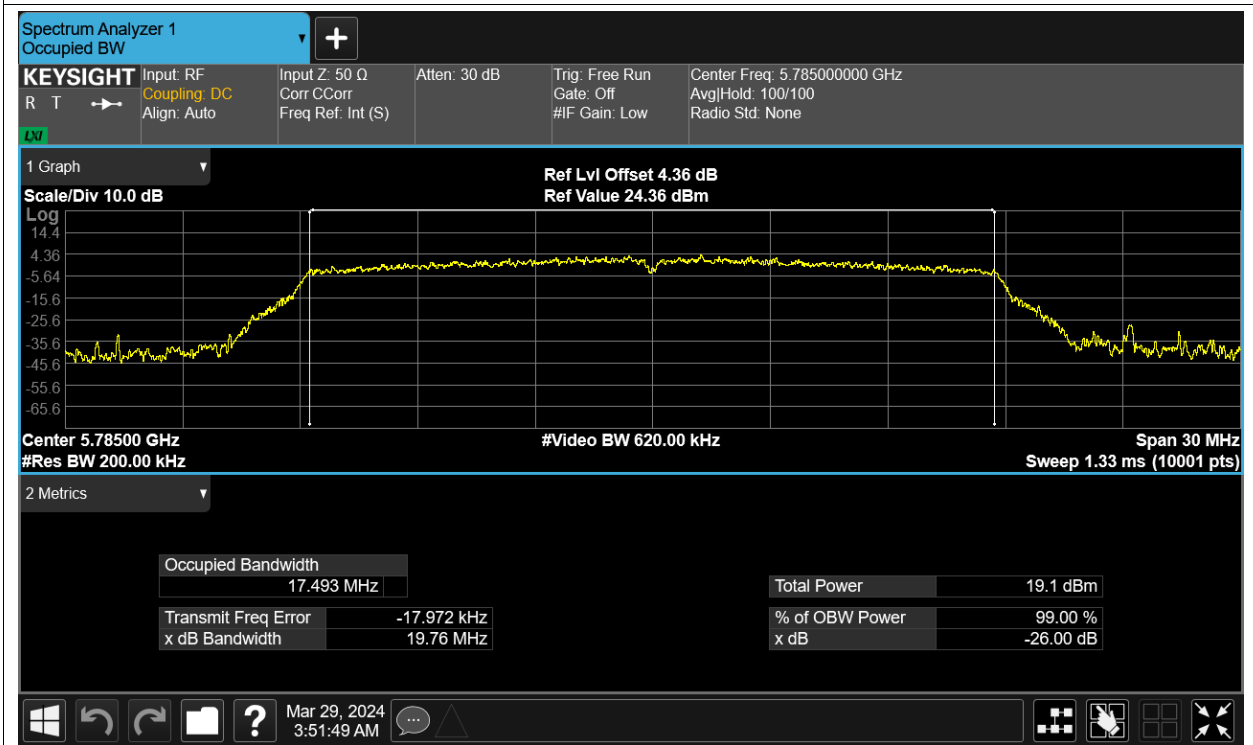 Spectrum Analyzer 1
Occupied BW
KEYSIGHT
R T
LXI
Input: RF
Coupling: DC
Align: Auto
Input Z: 50 Ω
Corr CCorr
Freq Ref: Int (S)
Atten: 30 dB
Trig: Free Run
Gate: Off
#IF Gain: Low
Center Freq: 5.785000000 GHz
Avg|Hold: 100/100
Radio Std: None
1 Graph
Scale/Div 10.0 dB
Ref Lvl Offset 4.36 dB
Ref Value 24.36 dBm
Log
14.4
4.36
-5.64
-15.6
-25.6
-35.6
-45.6
-55.6
-65.6
Center 5.78500 GHz
#Res BW 200.00 kHz
#Video BW 620.00 kHz
Span 30 MHz
Sweep 1.33 ms (10001 pts)
2 Metrics
Occupied Bandwidth
17.493 MHz
Transmit Freq Error -17.972 kHz
x dB Bandwidth 19.76 MHz
Total Power 19.1 dBm
% of OBW Power 99.00 %
x dB -26.00 dB
?
Mar 29, 2024
3:51:49 AM